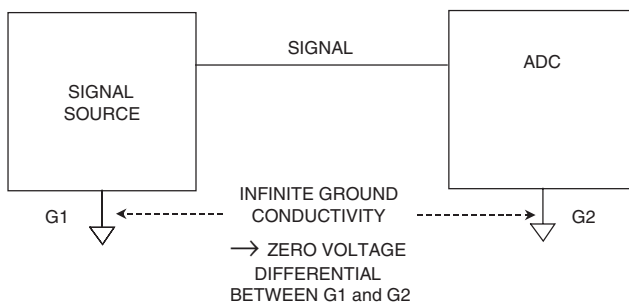 SIGNAL
SOURCE
SIGNAL
ADC
G1
INFINITE GROUND
CONDUCTIVITY
G2
→ ZERO VOLTAGE
DIFFERENTIAL
BETWEEN G1 and G2